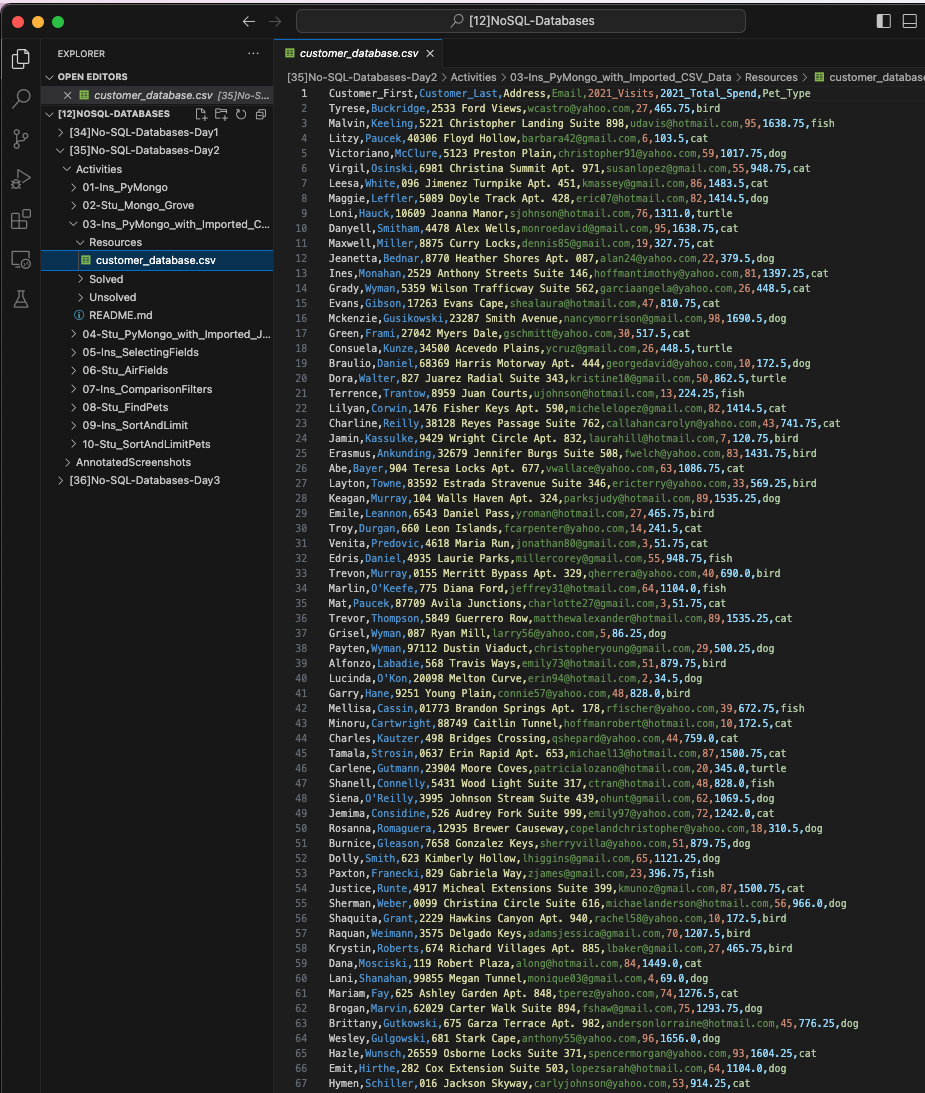 [12]NoSQL-Databases
EXPLORER
OPEN EDITORS
customer_database.csv [35]No-S...
[12]NOSQL-DATABASES
[34]No-SQL-Databases-Day1
[35]No-SQL-Databases-Day2
Activities
01-Ins_PyMongo
02-Stu_Mongo_Grove
03-Ins_PyMongo_with_Imported_C...
Resources
customer_database.csv
Solved
Unsolved
README.md
04-Stu_PyMongo_with_Imported_J...
05-Ins_SelectingFields
06-Stu_AirFields
07-Ins_ComparisonFilters
08-Stu_FindPets
09-Ins_SortAndLimit
10-Stu_SortAndLimitPets
AnnotatedScreenshots
[36]No-SQL-Databases-Day3
customer_database.csv
[35]No-SQL-Databases-Day2 > Activities > 03-Ins_PyMongo_with_Imported_CSV_Data > Resources > customer_database
1 Customer_First,Customer_Last,Address,Email,2021_Visits,2021_Total_Spend,Pet_Type
2 Tyrese,Buckridge,2533 Ford Views,wcastro@yahoo.com,27,465.75,bird
3 Malvin,Keeling,5221 Christopher Landing Suite 898,udavis@hotmail.com,95,1638.75,fish
4 Litzy,Paucek,40306 Floyd Hollow,barbara42@gmail.com,6,103.5,cat
5 Victoriano,McClure,5123 Preston Plain,christopher91@yahoo.com,59,1017.75,dog
6 Virgil,Osinski,6981 Christina Summit Apt. 971,susanlopez@gmail.com,55,948.75,cat
7 Leesa,White,096 Jimenez Turnpike Apt. 451,kmassey@gmail.com,86,1483.5,cat
8 Maggie,Leffler,5089 Doyle Track Apt. 428,eric07@hotmail.com,82,1414.5,dog
9 Loni,Hauck,10609 Joanna Manor,sjohnson@hotmail.com,76,1311.0,turtle
10 Danyell,Smitham,4478 Alex Wells,monroedavid@gmail.com,95,1638.75,cat
11 Maxwell,Miller,8875 Curry Locks,dennis85@gmail.com,19,327.75,cat
12 Jeanetta,Bednar,8770 Heather Shores Apt. 087,alan24@yahoo.com,22,379.5,dog
13 Ines,Monahan,2529 Anthony Streets Suite 146,hoffmantimothy@yahoo.com,81,1397.25,cat
14 Grady,Wyman,5359 Wilson Trafficway Suite 562,garciaangela@yahoo.com,26,448.5,cat
15 Evans,Gibson,17263 Evans Cape,shealaura@hotmail.com,47,810.75,cat
16 Mckenzie,Gusikowski,23287 Smith Avenue,nancymorrison@gmail.com,98,1690.5,dog
17 Green,Frami,27042 Myers Dale,gschmitt@yahoo.com,30,517.5,cat
18 Consuela,Kunze,34500 Acevedo Plains,ycruz@gmail.com,26,448.5,turtle
19 Braulio,Daniel,68369 Harris Motorway Apt. 444,georgedavid@yahoo.com,10,172.5,dog
20 Dora,Walter,827 Juarez Radial Suite 343,kristine10@gmail.com,50,862.5,turtle
21 Terrence,Trantow,8959 Juan Courts,ujohnson@hotmail.com,13,224.25,fish
22 Lilyan,Corwin,1476 Fisher Keys Apt. 590,michelelopez@gmail.com,82,1414.5,cat
23 Charline,Reilly,38128 Reyes Passage Suite 762,callahancarolyn@yahoo.com,43,741.75,cat
24 Jamin,Kassulke,9429 Wright Circle Apt. 832,laurahill@hotmail.com,7,120.75,bird
25 Erasmus,Ankunding,32679 Jennifer Burgs Suite 508,fwelch@yahoo.com,83,1431.75,bird
26 Abe,Bayer,904 Teresa Locks Apt. 677,vwallace@yahoo.com,63,1086.75,cat
27 Layton,Towne,83592 Estrada Stravenue Suite 346,ericterry@yahoo.com,33,569.25,bird
28 Keagan,Murray,104 Walls Haven Apt. 324,parksjudy@hotmail.com,89,1535.25,dog
29 Emile,Leannon,6543 Daniel Pass,yroman@hotmail.com,27,465.75,bird
30 Troy,Durgan,660 Leon Islands,fcarpenter@yahoo.com,14,241.5,cat
31 Venita,Predovic,4618 Maria Run,jonathan80@gmail.com,3,51.75,cat
32 Edris,Daniel,4935 Laurie Parks,millercorey@gmail.com,55,948.75,fish
33 Trevon,Murray,0155 Merritt Bypass Apt. 329,qherrera@yahoo.com,40,690.0,bird
34 Marlin,O'Keefe,775 Diana Ford,jeffrey31@hotmail.com,64,1104.0,fish
35 Mat,Paucek,87709 Avila Junctions,charlotte27@gmail.com,3,51.75,cat
36 Trevor,Thompson,5849 Guerrero Row,matthewalexander@hotmail.com,89,1535.25,cat
37 Grisel,Wyman,087 Ryan Mill,larry56@yahoo.com,5,86.25,dog
38 Payten,Wyman,97112 Dustin Viaduct,christopheryoung@gmail.com,29,500.25,dog
39 Alfonzo,Labadie,568 Travis Ways,emily73@hotmail.com,51,879.75,bird
40 Lucinda,O'Kon,20098 Melton Curve,erin94@hotmail.com,2,34.5,dog
41 Garry,Hane,9251 Young Plain,connie57@yahoo.com,48,828.0,bird
42 Mellisa,Cassin,01773 Brandon Springs Apt. 178,rfischer@yahoo.com,39,672.75,fish
43 Minoru,Cartwright,88749 Caitlin Tunnel,hoffmanrobert@hotmail.com,10,172.5,cat
44 Charles,Kautzer,498 Bridges Crossing,qshepard@yahoo.com,44,759.0,cat
45 Tamala,Strosin,0637 Erin Rapid Apt. 653,michael13@hotmail.com,87,1500.75,cat
46 Carlene,Gutmann,23904 Moore Coves,patricialozano@hotmail.com,20,345.0,turtle
47 Shanell,Connelly,5431 Wood Light Suite 317,ctran@hotmail.com,48,828.0,fish
48 Siena,O'Reilly,3995 Johnson Stream Suite 439,ohunt@gmail.com,62,1069.5,dog
49 Jemima,Considine,526 Audrey Fork Suite 999,emily97@yahoo.com,72,1242.0,cat
50 Rosanna,Romaguera,12935 Brewer Causeway,copelandchristopher@yahoo.com,18,310.5,dog
51 Burnice,Gleason,7658 Gonzalez Keys,sherryvilla@yahoo.com,51,879.75,dog
52 Dolly,Smith,623 Kimberly Hollow,lhiggins@gmail.com,65,1121.25,dog
53 Paxton,Franecki,829 Gabriela Way,zjames@gmail.com,23,396.75,fish
54 Justice,Runte,4917 Micheal Extensions Suite 399,kmunoz@gmail.com,87,1500.75,cat
55 Sherman,Weber,0099 Christina Circle Suite 616,michaelanderson@hotmail.com,56,966.0,dog
56 Shaquita,Grant,2229 Hawkins Canyon Apt. 940,rachel58@yahoo.com,10,172.5,bird
57 Raquan,Weimann,3575 Delgado Keys,adamsjessica@gmail.com,70,1207.5,bird
58 Krystin,Roberts,674 Richard Villages Apt. 885,lbaker@gmail.com,27,465.75,bird
59 Dana,Mosciski,119 Robert Plaza,along@hotmail.com,84,1449.0,cat
60 Lani,Shanahan,99855 Megan Tunnel,monique03@gmail.com,4,69.0,dog
61 Mariam,Fay,625 Ashley Garden Apt. 848,tperez@yahoo.com,74,1276.5,cat
62 Brogan,Marvin,62029 Carter Walk Suite 894,fshaw@gmail.com,75,1293.75,dog
63 Brittany,Gutkowski,675 Garza Terrace Apt. 982,andersonlorraine@hotmail.com,45,776.25,dog
64 Wesley,Gulgowski,681 Stark Cape,anthony55@yahoo.com,96,1656.0,dog
65 Hazle,Wunsch,26559 Osborne Locks Suite 371,spencermorgan@yahoo.com,93,1604.25,cat
66 Emit,Hirthe,282 Cox Extension Suite 503,lopezsarah@hotmail.com,64,1104.0,dog
67 Hymen,Schiller,016 Jackson Skyway,carlyjohnson@yahoo.com,53,914.25,cat